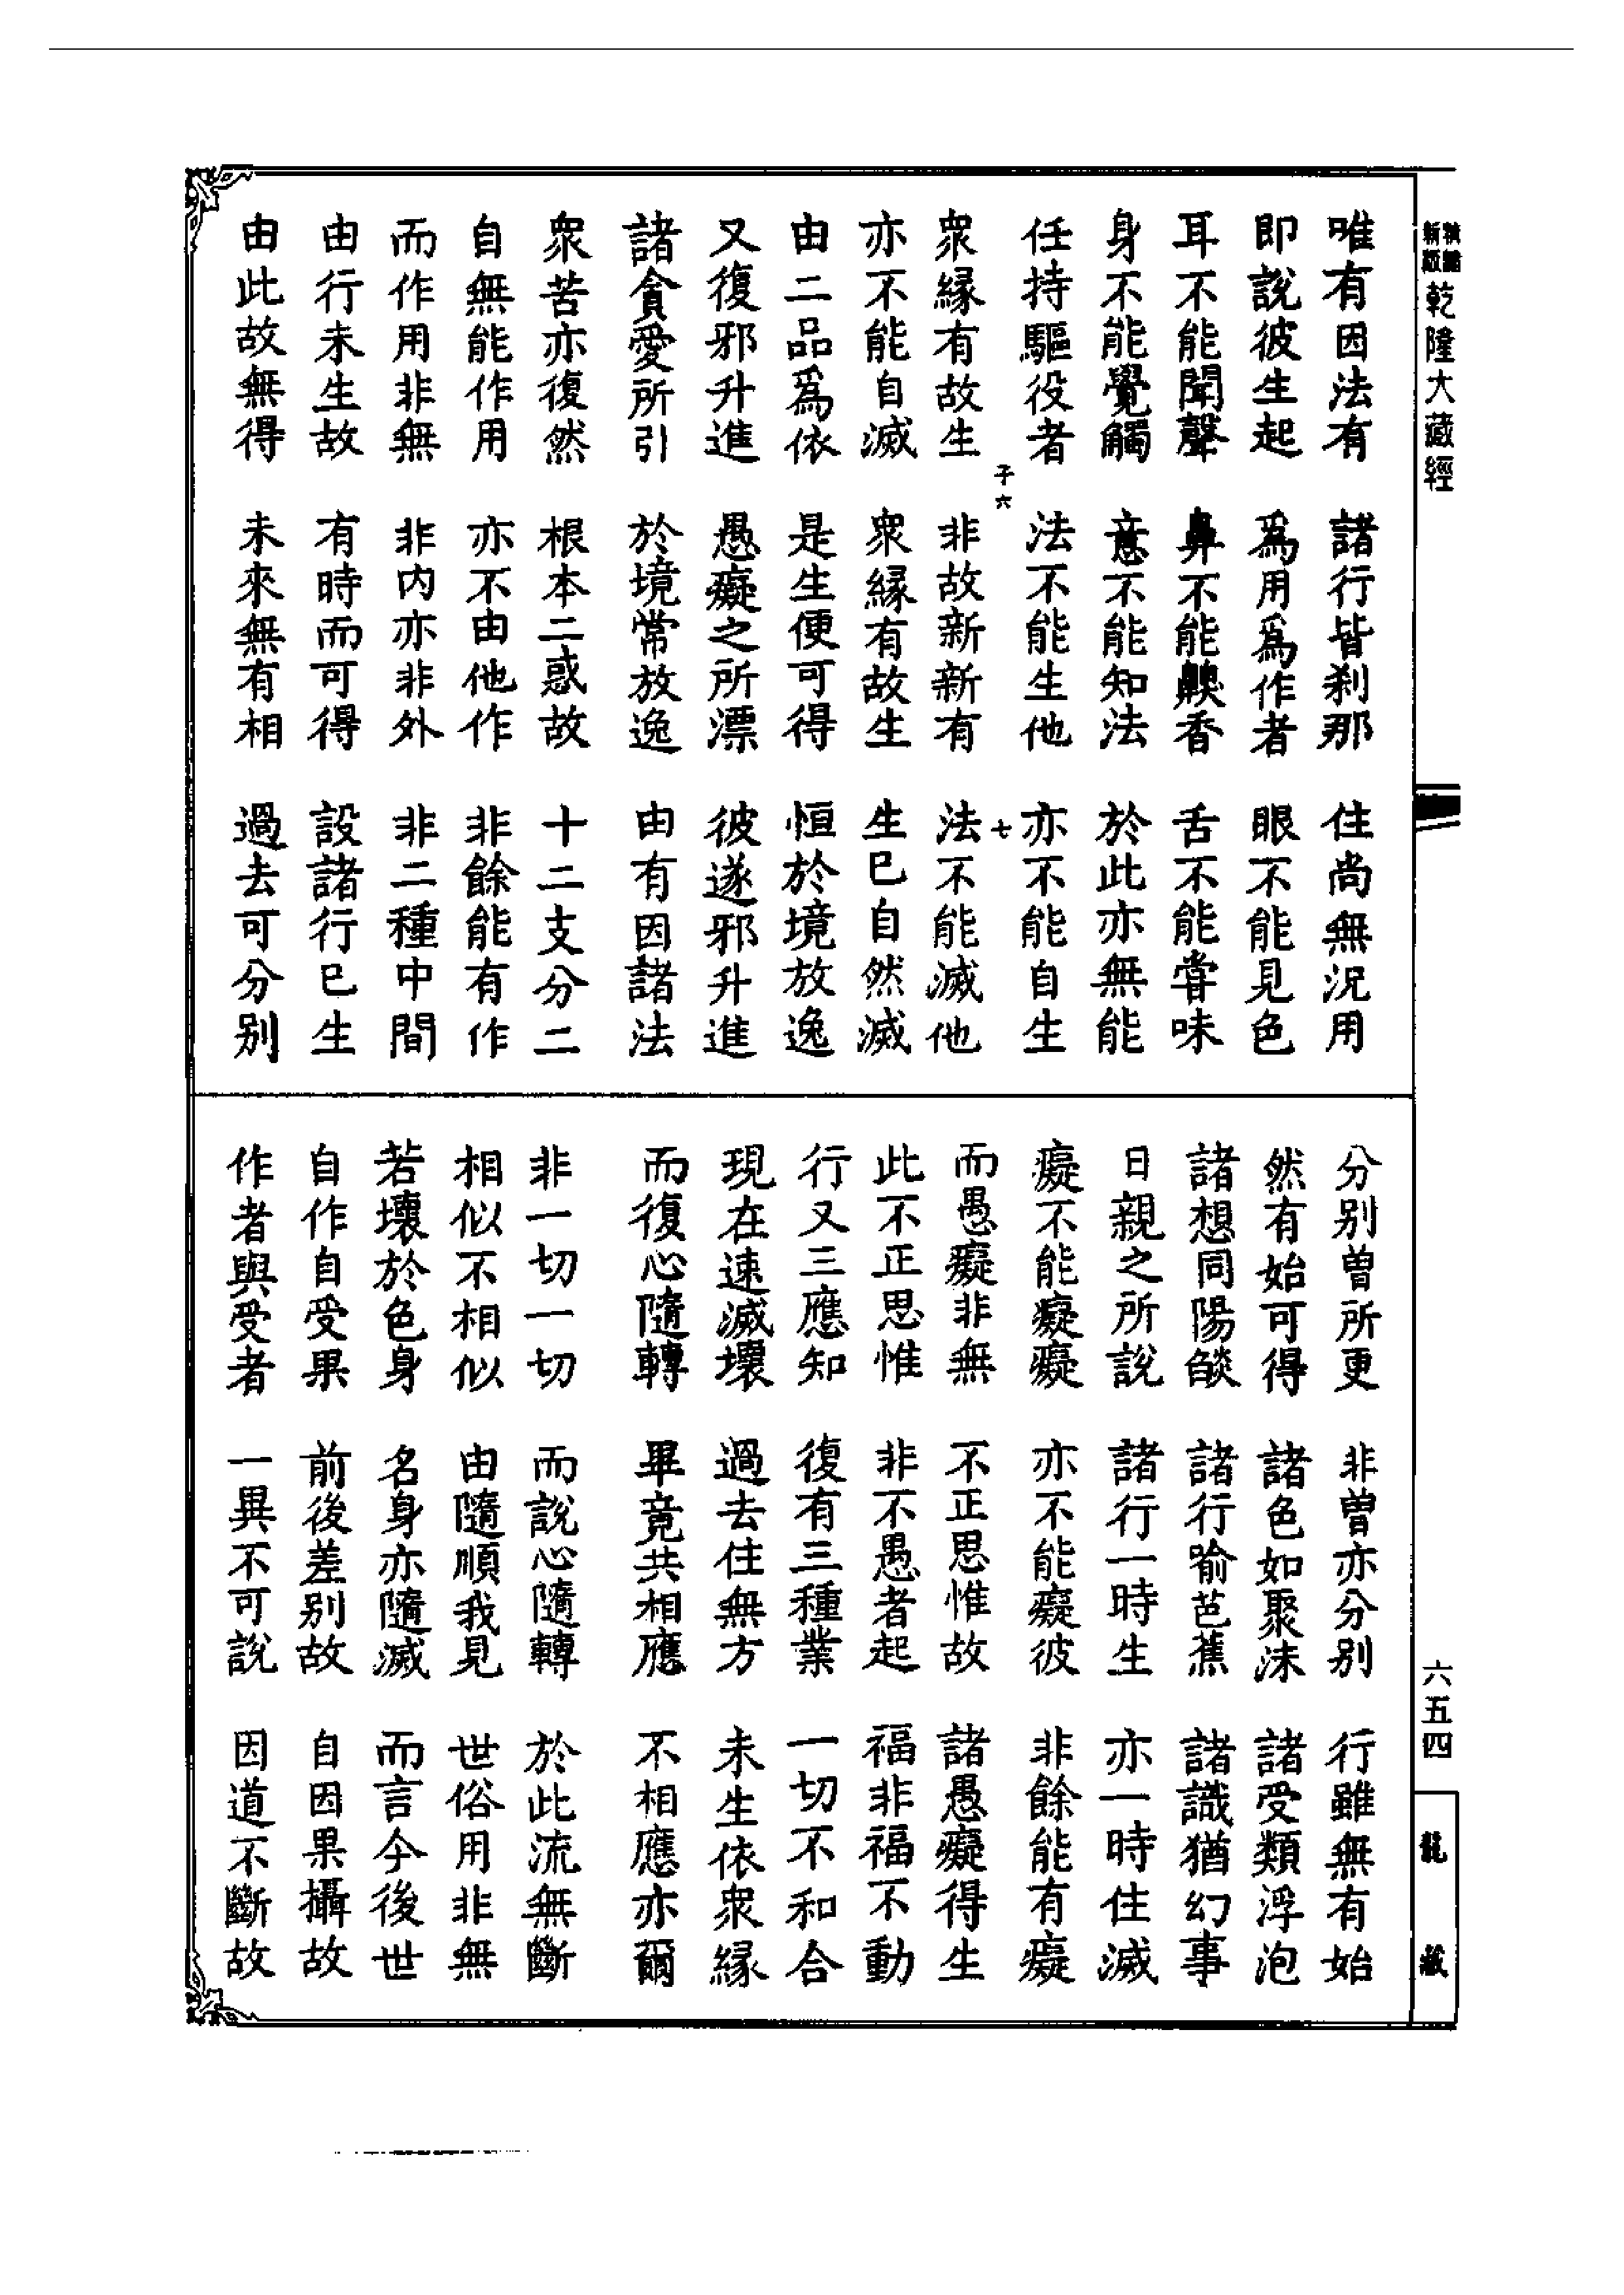 新版精縮乾隆大藏經
唯有因法有　諸行皆剎那　住尚無況用
即說彼生起　爲用爲作者　眼不能見色
耳不能聞聲　鼻不能齅香　舌不能甞味
身不能覺觸　意不能知法　於此亦無能
任持驅役者　法不能生他　亦不能自生
子六　七
衆緣有故生　非故新新有　法不能滅他
亦不能自滅　衆緣有故生　生已自然滅
由二品爲依　是生便可得　恒於境放逸
又復邪升進　愚癡之所漂　彼遂邪升進
諸貪愛所引　於境常放逸　由有因諸法
衆苦亦復然　根本二惑故　十二支分二
自無能作用　亦不由他作　非餘能有作
而作用非無　非內亦非外　非二種中間
由行未生故　有時而可得　設諸行已生
由此故無得　未來無有相　過去可分別
分別曾所更　非曾亦分別　行雖無有始
然有始可得　諸色如聚沫　諸受類浮泡
諸想同陽燄　諸行喻芭蕉　諸識猶幻事
日親之所說　諸行一時生　亦一時住滅
癡不能癡癡　亦不能癡彼　非餘能有癡
而愚癡非無　不正思惟故　諸愚癡得生
此不正思惟　非不愚者起　福非福不動
行又三應知　復有三種業　一切不和合
現在速滅壞　過去住無方　未生依衆緣
而復心隨轉　畢竟共相應　不相應亦爾
非一切一切　而說心隨轉　於此流無斷
相似不相似　由隨順我見　世俗用非無
若壞於色身　名身亦隨滅　而言今後世
自作自受果　前後差別故　自因果攝故
作者與受者　一異不可說　因道不斷故
六五四
龍藏